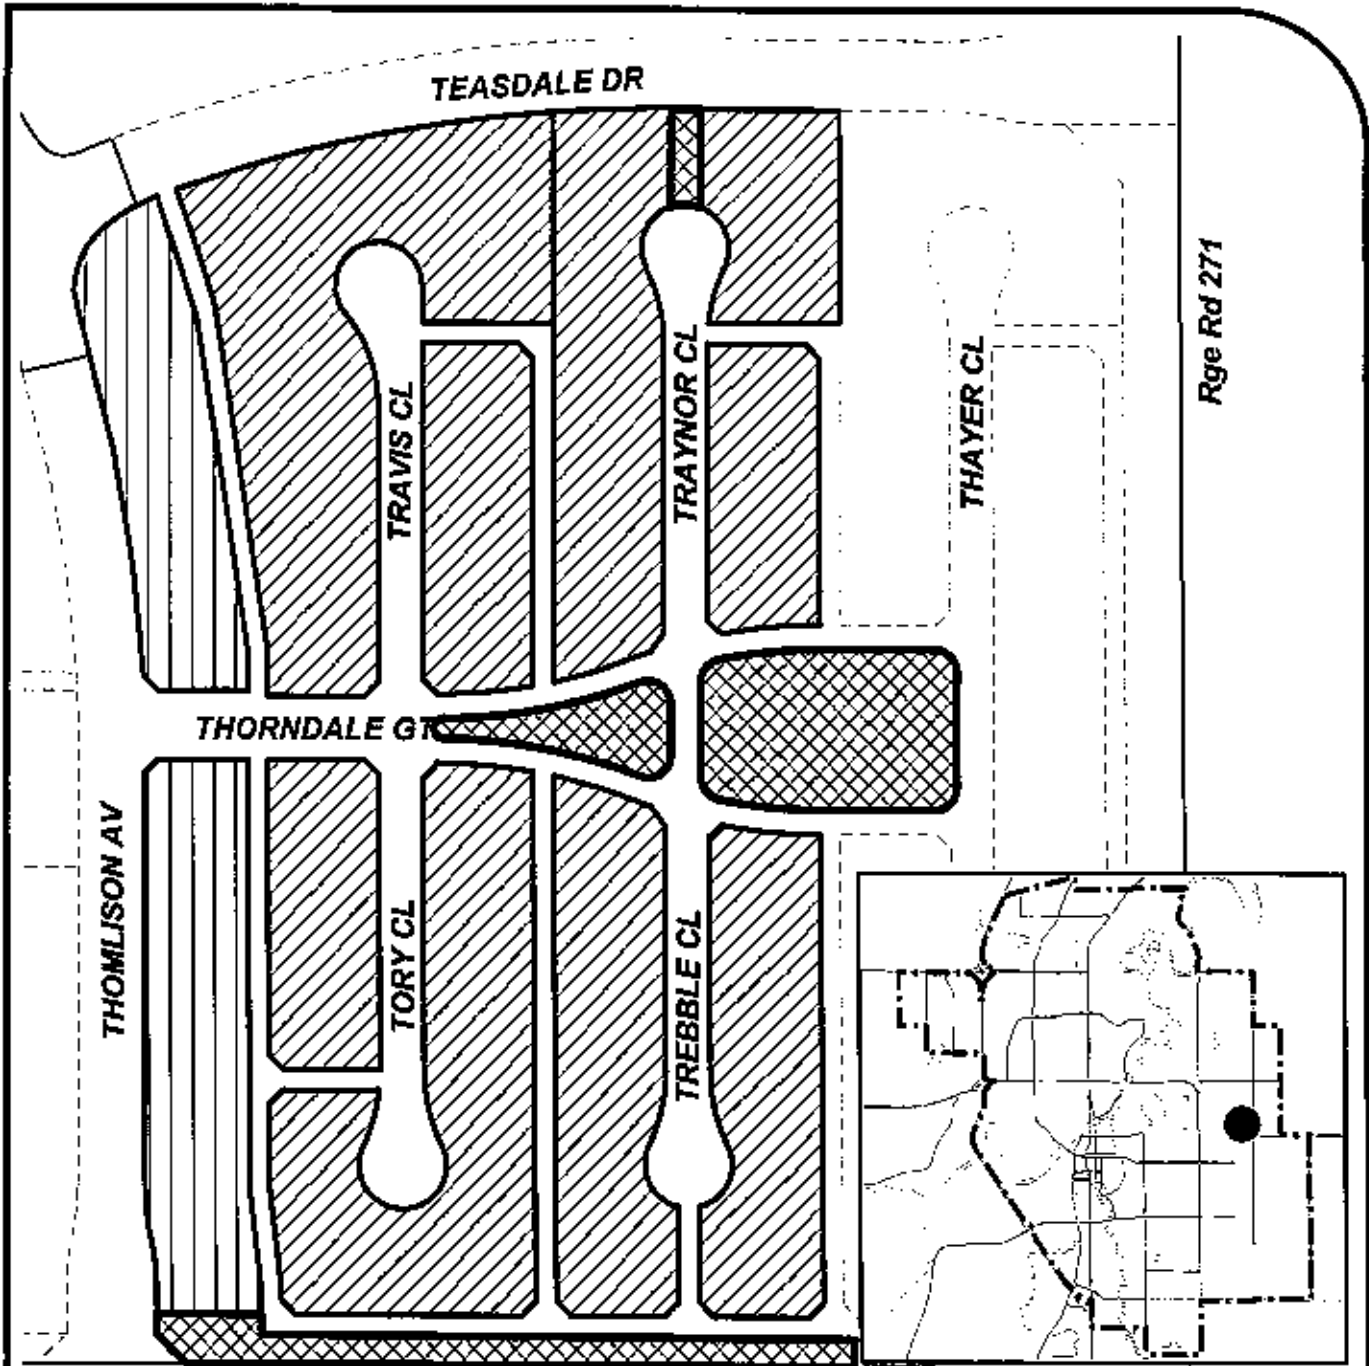 TEASDALE DR
Rge Rd 271
TRAVIS CL
TRAYNOR CL
THAYER CL
THORNDALE GT
THOMLISON AV
TORY CL
TREBBLE CL